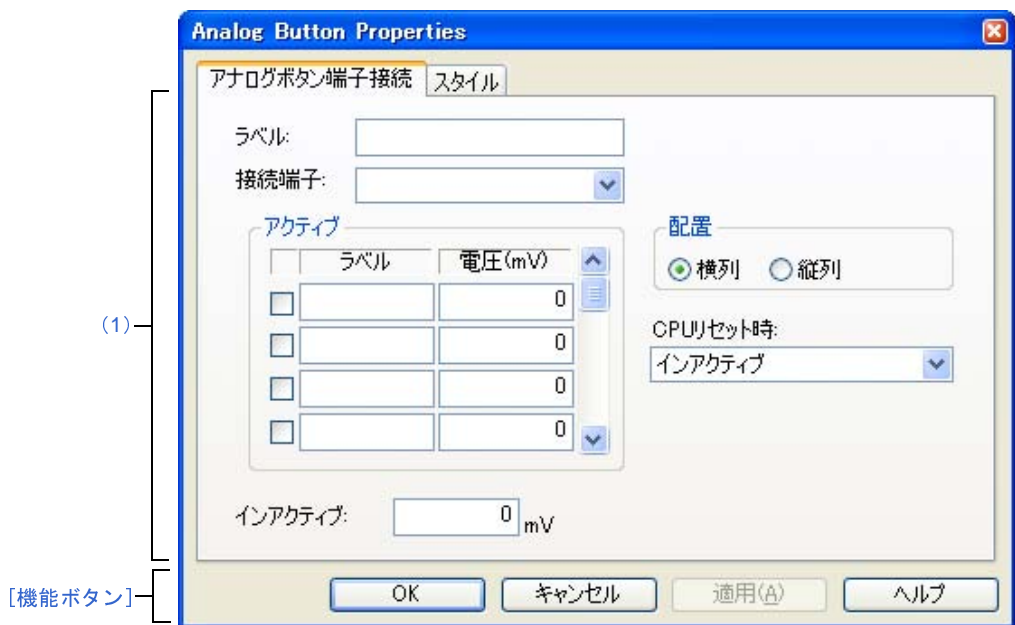 Analog Button Properties
アナログボタン端子接続 スタイル
ラベル:
接続端子:
アクティブ
ラベル 電圧(mV)
0
0
0
0
配置
横列 縦列
CPUリセット時:
インアクティブ
インアクティブ: 0 mV
(1)
[機能ボタン]
OK キャンセル 適用(A) ヘルプ